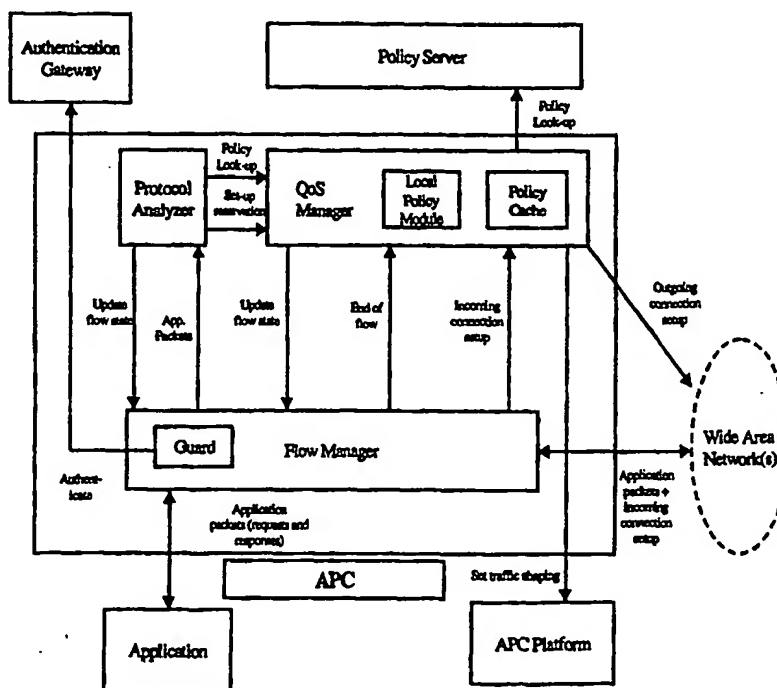 Authentication
Gateway
Policy Server
Policy
Look-up
Protocol
Analyzer
Policy
Look-up
Set-up
reservation
QoS
Manager
Local
Policy
Module
Policy
Cache
Update
flow state
App.
Packets
Update
flow state
End of
flow
Incoming
connection
setup
Outgoing
connection
setup
Guard
Flow Manager
Wide Area
Network(s)
Authen-
ticate
Application
packets (requests and
responses)
Application
packets +
Incoming
connection
setup
APC
Set traffic shaping
Application
APC Platform